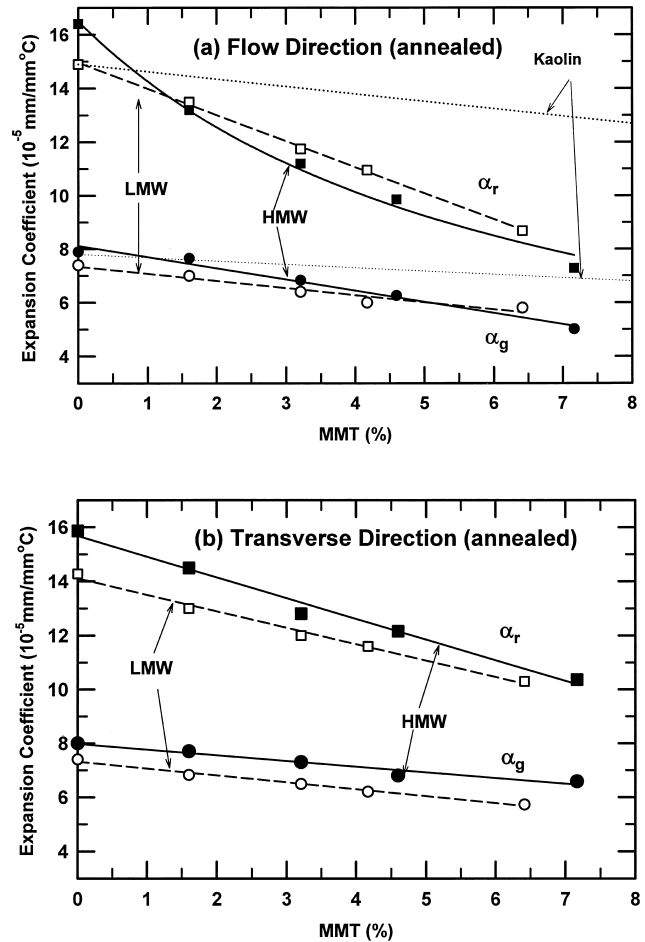 (a) Flow Direction (annealed)
Kaolin
LMW
HMW
αr
αg
Expansion Coefficient (10-5 mm/mmoC)
16
14
12
10
8
6
4
0 1 2 3 4 5 6 7 8
MMT (%)
(b) Transverse Direction (annealed)
LMW
HMW
αr
αg
Expansion Coefficient (10-5mm/mmoC)
16
14
12
10
8
6
4
0 1 2 3 4 5 6 7 8
MMT (%)